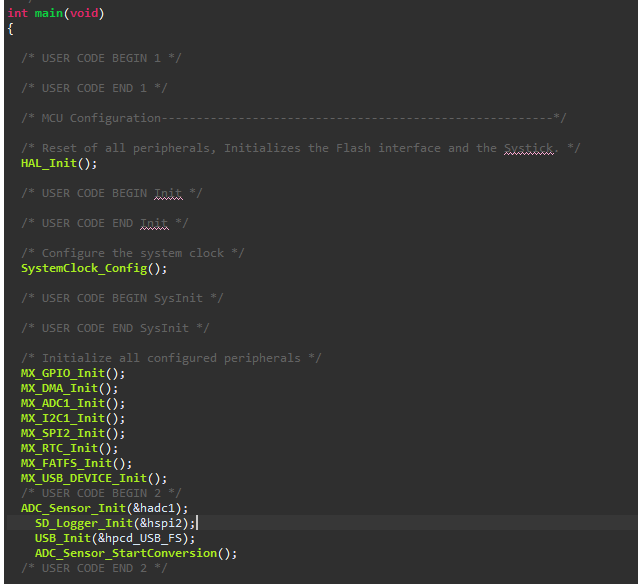 int main(void)
{
/* USER CODE BEGIN 1 */
/* USER CODE END 1 */
/* MCU Configuration--------------------------------------------------------*/
/* Reset of all peripherals, Initializes the Flash interface and the Systick. */
HAL_Init();
/* USER CODE BEGIN Init */
/* USER CODE END Init */
/* Configure the system clock */
SystemClock_Config();
/* USER CODE BEGIN SysInit */
/* USER CODE END SysInit */
/* Initialize all configured peripherals */
MX_GPIO_Init();
MX_DMA_Init();
MX_ADC1_Init();
MX_I2C1_Init();
MX_SPI2_Init();
MX_RTC_Init();
MX_FATFS_Init();
MX_USB_DEVICE_Init();
/* USER CODE BEGIN 2 */
ADC_Sensor_Init(&hadc1);
SD_Logger_Init(&hspi2);
USB_Init(&hpcd_USB_FS);
ADC_Sensor_StartConversion();
/* USER CODE END 2 */